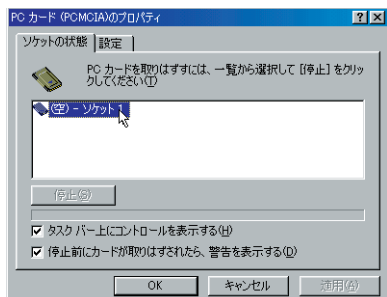 PC カード (PCMCIA)のプロパティ
ソケットの状態 設定
PC カードを取りはずすには、一覧から選択して [停止] をクリッ
クしてください(T)
(空) - ソケット 1
停止(S)
タスク バー上にコントロールを表示する(H)
停止前にカードが取りはずされたら、警告を表示する(D)
OK キャンセル 適用(A)